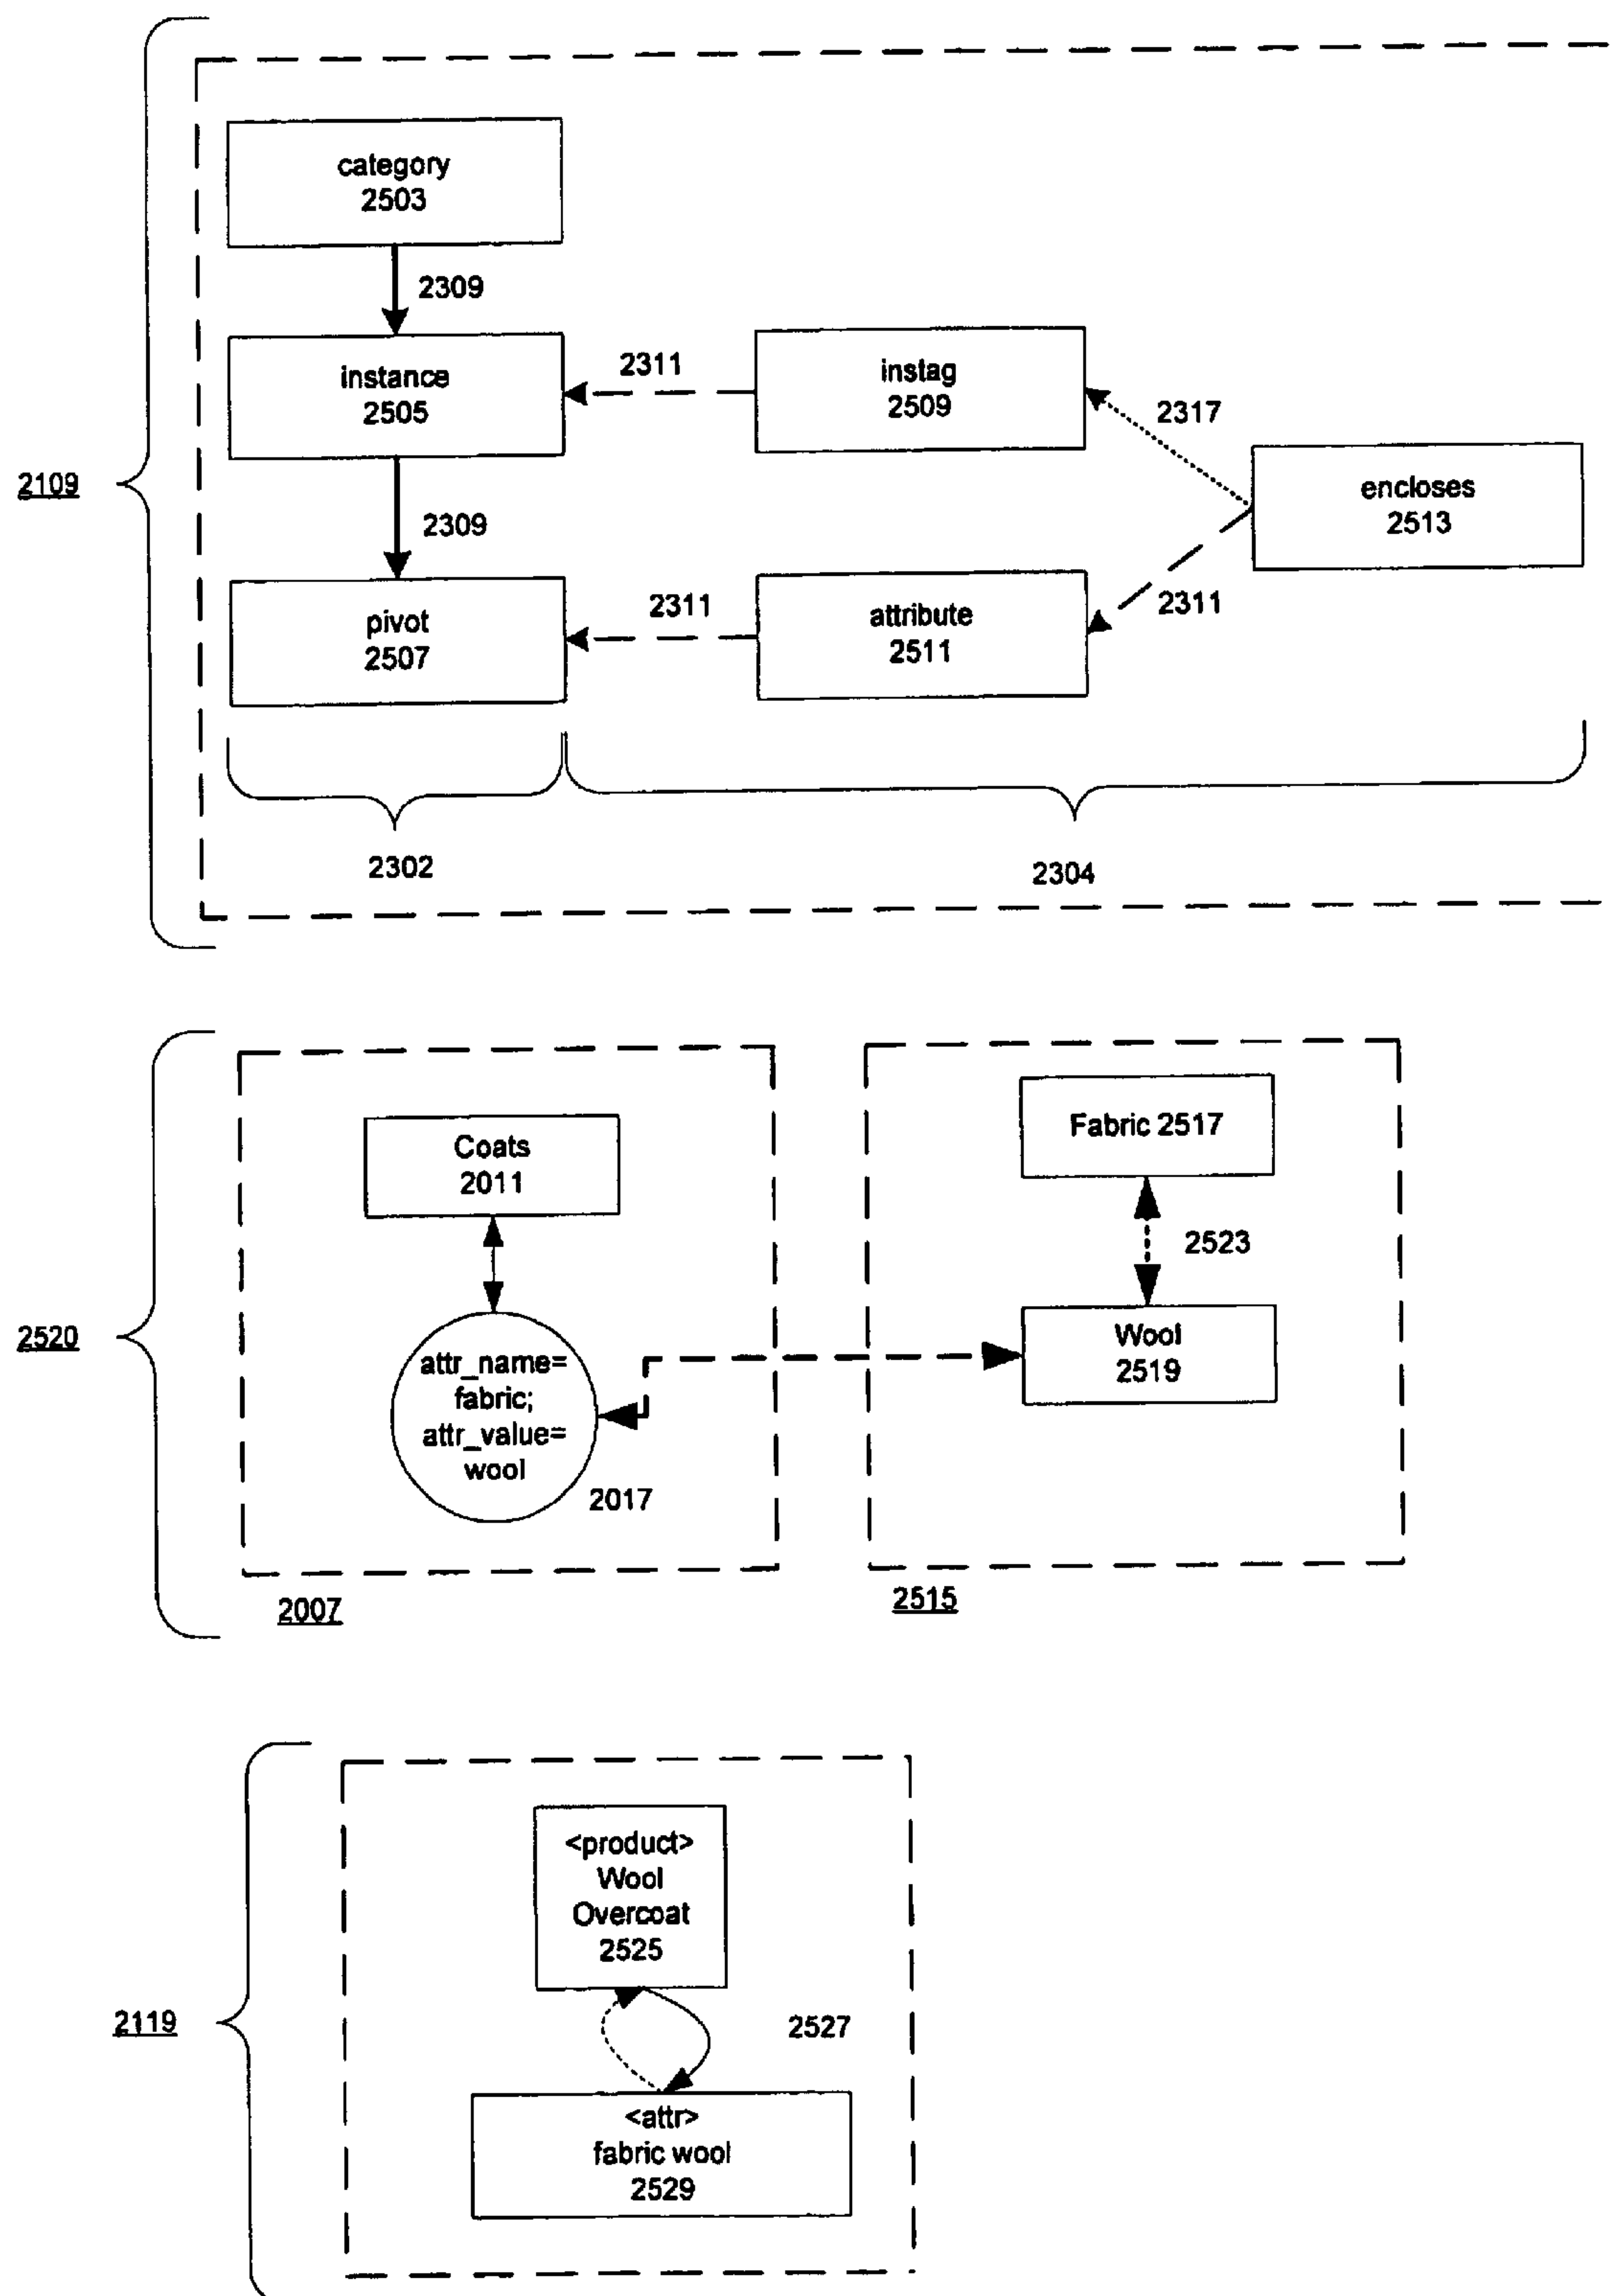 category
2503
2309
instance
2505
2311
instag
2509
2317
2109
encloses
2513
2309
2311
2311
pivot
2507
attribute
2511
2302
2304
Coats
2011
Fabric 2517
2523
2520
attr_name=
fabric;
attr_value=
wool
2017
Wool
2519
2007
2515
<product>
Wool
Overcoat
2525
2119
2527
<attr>
fabric wool
2529